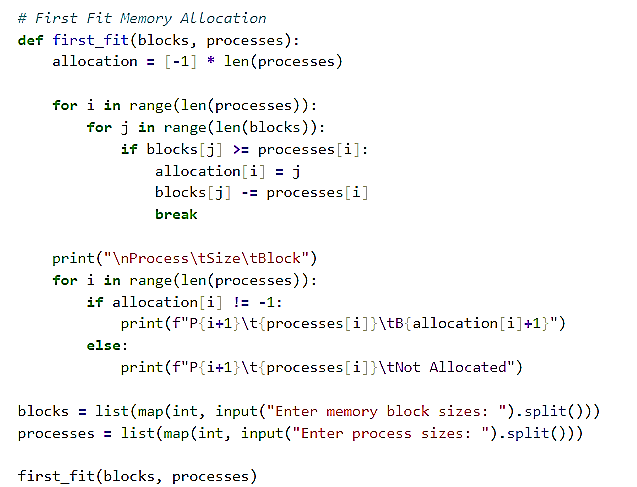 # First Fit Memory Allocation
def first_fit(blocks, processes):
    allocation = [-1] * len(processes)

    for i in range(len(processes)):
        for j in range(len(blocks)):
            if blocks[j] >= processes[i]:
                allocation[i] = j
                blocks[j] -= processes[i]
                break

    print("\nProcess\tSize\tBlock")
    for i in range(len(processes)):
        if allocation[i] != -1:
            print(f"P{i+1}\t{processes[i]}\tB{allocation[i]+1}")
        else:
            print(f"P{i+1}\t{processes[i]}\tNot Allocated")

blocks = list(map(int, input("Enter memory block sizes: ").split()))
processes = list(map(int, input("Enter process sizes: ").split()))

first_fit(blocks, processes)